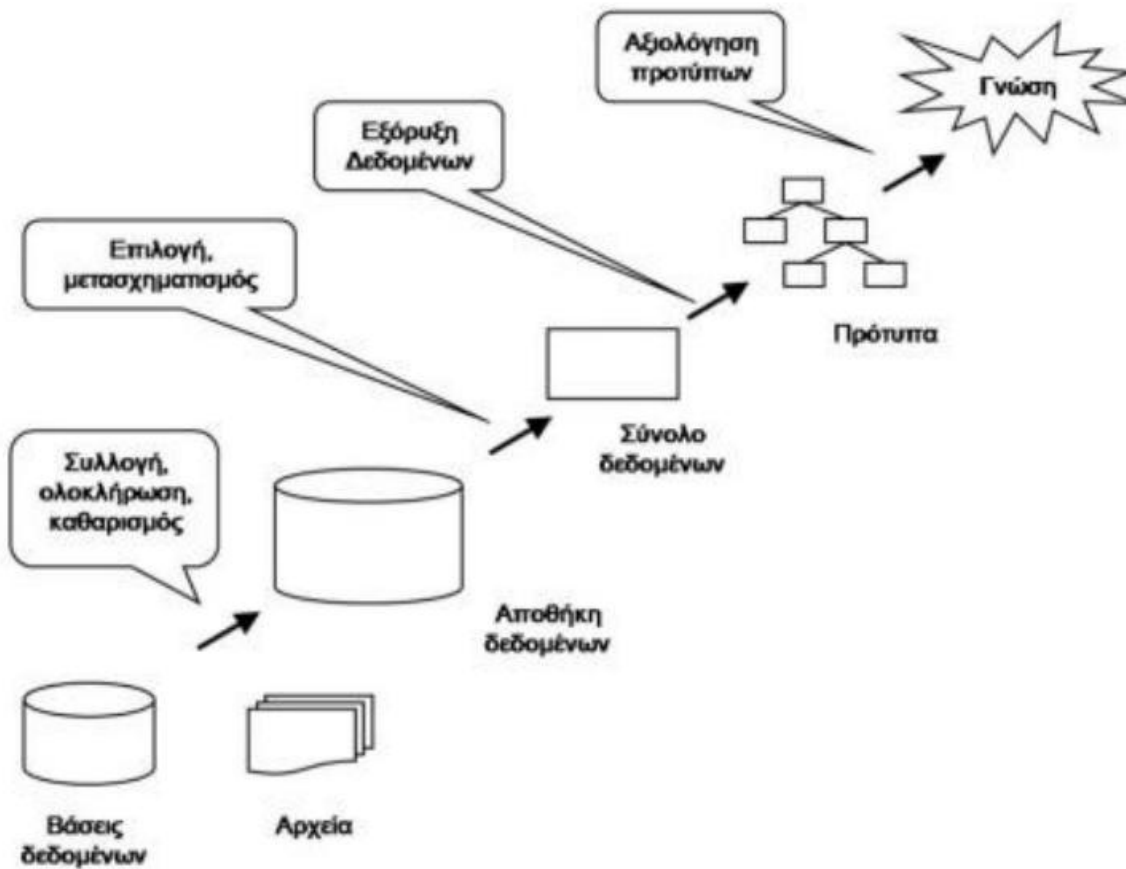 Αξιολόγηση
προτύπων
Γνώση
Εξόρυξη
Δεδομένων
Επιλογή,
μετασχηματισμός
Πρότυπα
Σύνολο
δεδομένων
Συλλογή,
ολοκλήρωση,
καθαρισμός
Αποθήκη
δεδομένων
Βάσεις
δεδομένων
Αρχεία